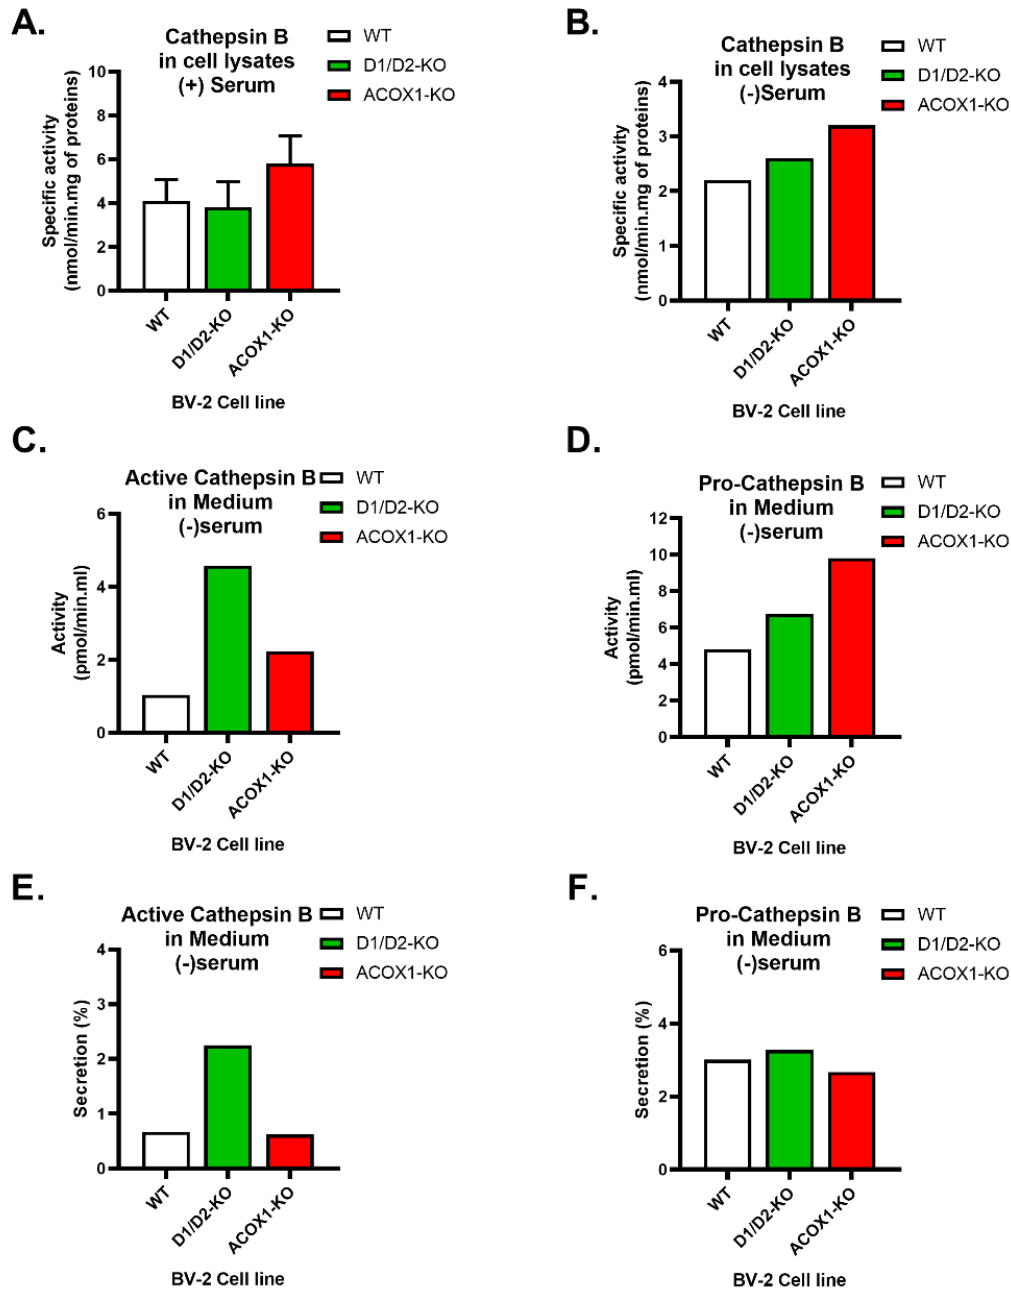 A.
Cathepsin B
in cell lysates
(+) Serum
WT
D1/D2-KO
ACOX1-KO
Specific activity
(nmol/min.mg of proteins)
10
8
6
4
2
0
WT
D1/D2-KO
ACOX1-KO
BV-2 Cell line
B.
Cathepsin B
in cell lysates
(-)Serum
WT
D1/D2-KO
ACOX1-KO
Specific activity
(nmol/min.mg of proteins)
4
3
2
1
0
WT
D1/D2-KO
ACOX1-KO
BV-2 Cell line
C.
Active Cathepsin B
in Medium
(-)serum
WT
D1/D2-KO
ACOX1-KO
Activity
(pmol/min.ml)
6
4
2
0
WT
D1/D2-KO
ACOX1-KO
BV-2 Cell line
D.
Pro-Cathepsin B
in Medium
(-)serum
WT
D1/D2-KO
ACOX1-KO
Activity
(pmol/min.ml)
12
10
8
6
4
2
0
WT
D1/D2-KO
ACOX1-KO
BV-2 Cell line
E.
Active Cathepsin B
in Medium
(-)serum
WT
D1/D2-KO
ACOX1-KO
Secretion (%)
4
3
2
1
0
WT
D1/D2-KO
ACOX1-KO
BV-2 Cell line
F.
Pro-Cathepsin B
in Medium
(-)serum
WT
D1/D2-KO
ACOX1-KO
Secretion (%)
6
4
2
0
WT
D1/D2-KO
ACOX1-KO
BV-2 Cell line